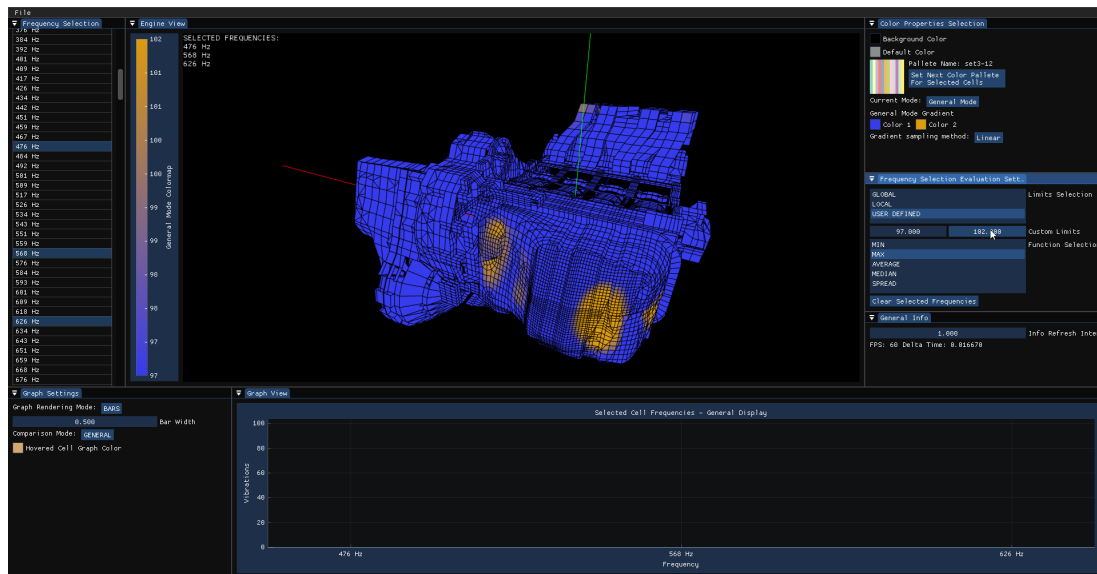 File
Frequency Selection
376 Hz
384 Hz
392 Hz
401 Hz
409 Hz
417 Hz
426 Hz
434 Hz
442 Hz
451 Hz
459 Hz
467 Hz
476 Hz
484 Hz
492 Hz
501 Hz
509 Hz
517 Hz
526 Hz
534 Hz
543 Hz
551 Hz
559 Hz
568 Hz
576 Hz
584 Hz
593 Hz
601 Hz
609 Hz
618 Hz
626 Hz
634 Hz
643 Hz
651 Hz
659 Hz
668 Hz
676 Hz
Engine View
102
101
101
100
100
99
99
98
98
97
97
General Mode Colormap
SELECTED FREQUENCIES:
476 Hz
568 Hz
626 Hz
Color Properties Selection
Background Color
Default Color
Pallete Name: set3-12
Set Next Color Pallete
For Selected Cells
Current Mode: General Mode
General Mode Gradient
Color 1 Color 2
Gradient sampling method: Linear
Frequency Selection Evaluation Sett.
GLOBAL Limits Selection
LOCAL
USER DEFINED
97.000 102.000 Custom Limits
MIN Function Selectio
MAX
AVERAGE
MEDIAN
SPREAD
Clear Selected Frequencies
General Info
1.000 Info Refresh Inte
FPS: 60 Delta Time: 0.016670
Graph Settings
Graph Rendering Mode: BARS
0.500 Bar Width
Comparison Mode: GENERAL
Hovered Cell Graph Color
Graph View
Selected Cell Frequencies - General Display
100
80
60
40
20
0
Vibrations
476 Hz 568 Hz 626 Hz
Frequency